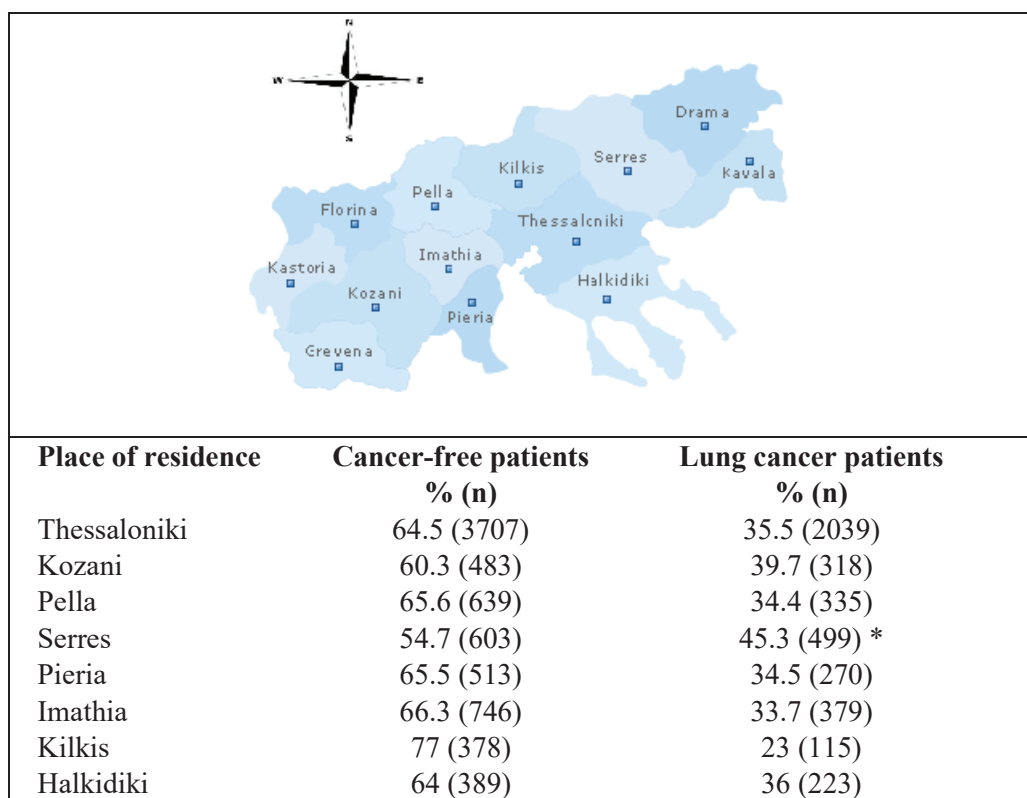 N
W E
S
Drama
Serres
Kilkis
Kavala
Pella
Florina
Thessalcniki
Imathia
Kastoria
Halkidiki
Kozani
Pieria
Grevena
Place of residence Cancer-free patients Lung cancer patients
% (n) % (n)
Thessaloniki 64.5 (3707) 35.5 (2039)
Kozani 60.3 (483) 39.7 (318)
Pella 65.6 (639) 34.4 (335)
Serres 54.7 (603) 45.3 (499) *
Pieria 65.5 (513) 34.5 (270)
Imathia 66.3 (746) 33.7 (379)
Kilkis 77 (378) 23 (115)
Halkidiki 64 (389) 36 (223)